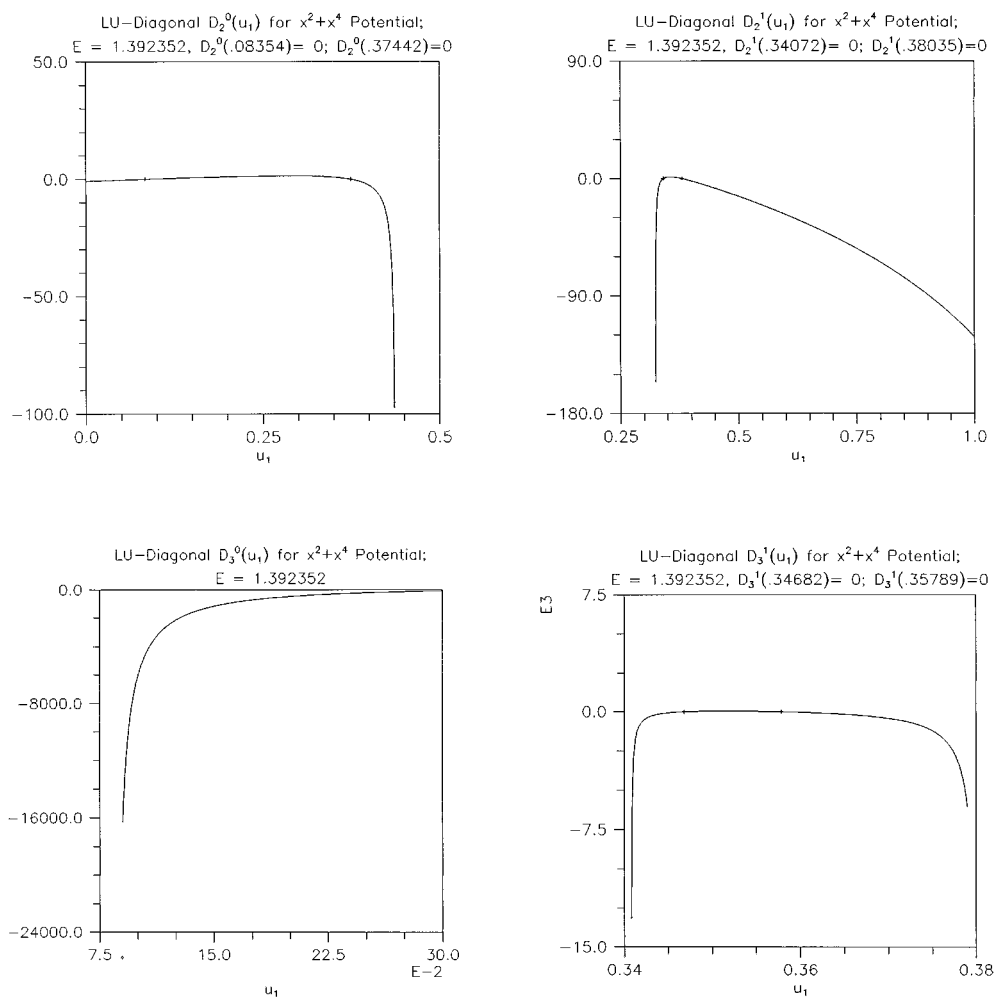 LU-Diagonal D₂⁰(u₁) for x²+x⁴ Potential;
E = 1.392352, D₂⁰(.08354)= 0; D₂⁰(.37442)=0
50.0
0.0
-50.0
-100.0
0.0 0.25 0.5
u₁
LU-Diagonal D₂¹(u₁) for x²+x⁴ Potential;
E = 1.392352, D₂¹(.34072)= 0; D₂¹(.38035)=0
90.0
0.0
-90.0
-180.0
0.25 0.5 0.75 1.0
u₁
LU-Diagonal D₃⁰(u₁) for x²+x⁴ Potential;
E = 1.392352
0.0
-8000.0
-16000.0
-24000.0
7.5 15.0 22.5 30.0
E-2
u₁
LU-Diagonal D₃¹(u₁) for x²+x⁴ Potential;
E = 1.392352, D₃¹(.34682)= 0; D₃¹(.35789)=0
E3
7.5
0.0
-7.5
-15.0
0.34 0.36 0.38
u₁